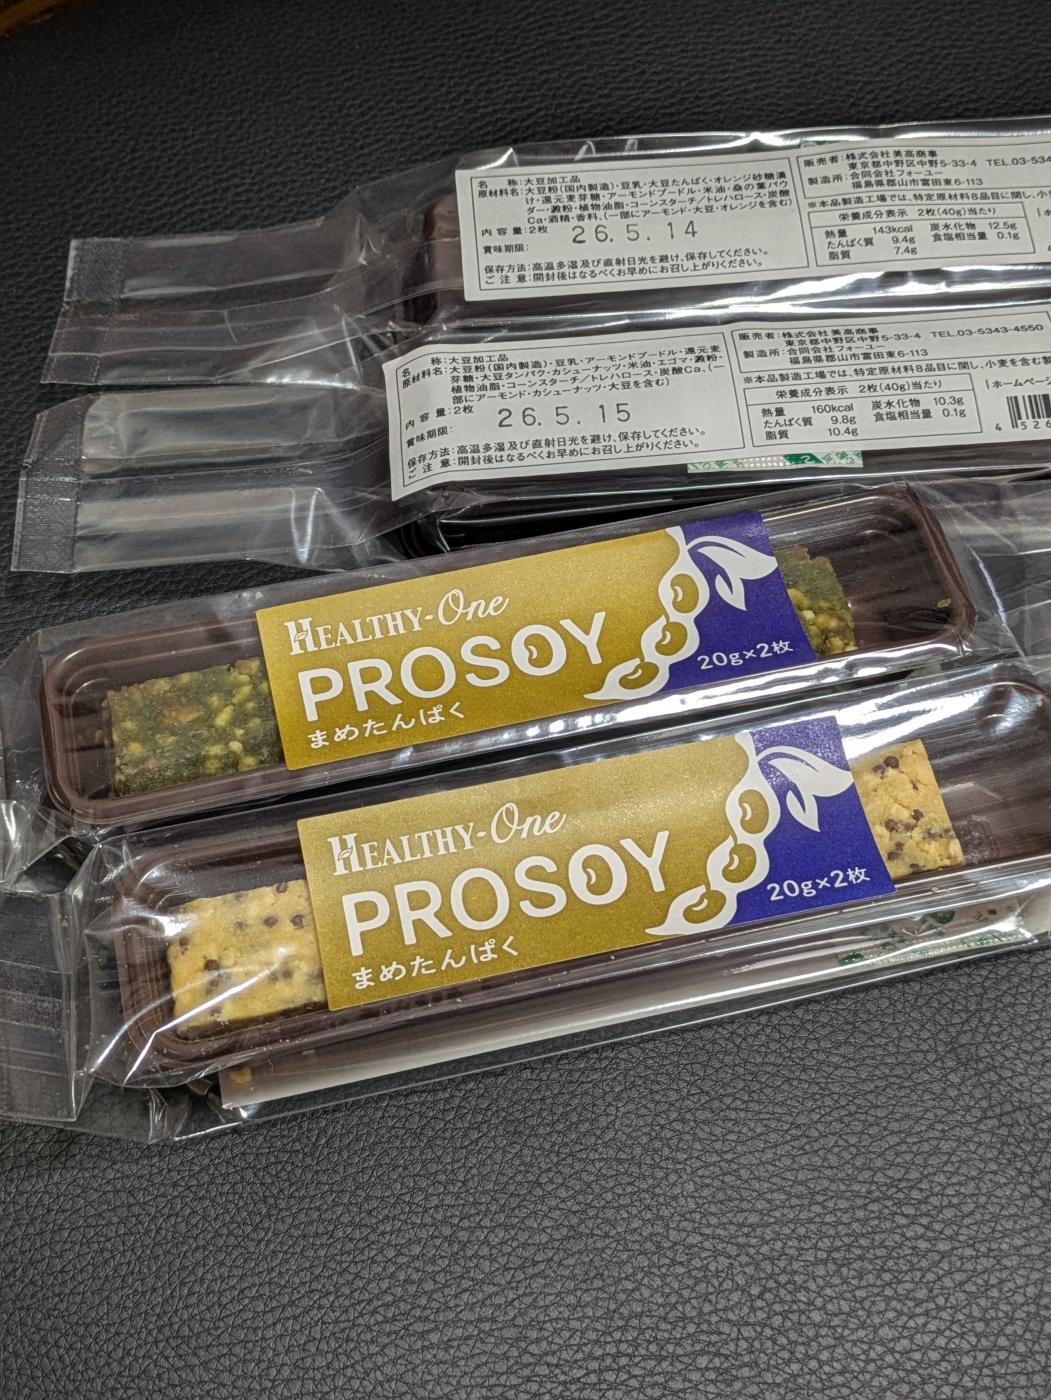 名　　称:大豆加工品
原材料名:大豆粉(国内製造)・豆乳・大豆たんぱく・オレンジ砂糖漬
け・還元麦芽糖・アーモンドプードル・米油・桑の葉パウ
ダー・澱粉・植物油脂・コーンスターチ/トレハロース・炭酸
Ca・酒精・香料、(一部にアーモンド・大豆・オレンジを含む)
内 容 量:2枚
26.5.14
賞味期限:
保存方法:高温多湿及び直射日光を避け、保存してください。
ご 注 意:開封後はなるべくお早めにお召し上がりください。
販売者:株式会社美高商事
東京都中野区中野5-33-4 TEL.03-534
製造所:合同会社フォーユー
福島県郡山市富田東6-113
※本品製造工場では、特定原材料8品目に関し、小
栄養成分表示 2枚(40g)当たり
熱量 143kcal 炭水化物 12.5g
たんぱく質 9.4g 食塩相当量 0.1g
脂質 7.4g
名　　称:大豆加工品
原材料名:大豆粉(国内製造)・豆乳・アーモンドプードル・還元麦
芽糖・大豆タンパク・カシューナッツ・米油・エゴマ・澱粉・
植物油脂・コーンスターチ/トレハロース・炭酸Ca、(一
部にアーモンド・カシューナッツ・大豆を含む)
内 容 量:2枚
26.5.15
賞味期限:
保存方法:高温多湿及び直射日光を避け、保存してください。
ご 注 意:開封後はなるべくお早めにお召し上がりください。
販売者:株式会社美高商事
東京都中野区中野5-33-4 TEL.03-5343-4550
製造所:合同会社フォーユー
福島県郡山市富田東6-113
※本品製造工場では、特定原材料8品目に関し、小麦を含む製
栄養成分表示 2枚(40g)当たり
熱量 160kcal 炭水化物 10.3g
たんぱく質 9.8g 食塩相当量 0.1g
脂質 10.4g
ホームページ
4 526
HEALTHY-One
PROSOY
まめたんぱく
20g×2枚
HEALTHY-One
PROSOY
まめたんぱく
20g×2枚